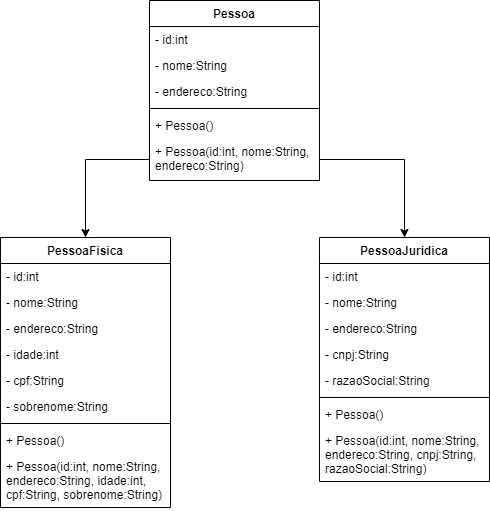 Pessoa
- id:int
- nome:String
- endereco:String
+ Pessoa()
+ Pessoa(id:int, nome:String,
endereco:String)
PessoaFisica
- id:int
- nome:String
- endereco:String
- idade:int
- cpf:String
- sobrenome:String
+ Pessoa()
+ Pessoa(id:int, nome:String,
endereco:String, idade:int,
cpf:String, sobrenome:String)
PessoaJuridica
- id:int
- nome:String
- endereco:String
- cnpj:String
- razaoSocial:String
+ Pessoa()
+ Pessoa(id:int, nome:String,
endereco:String, cnpj:String,
razaoSocial:String)